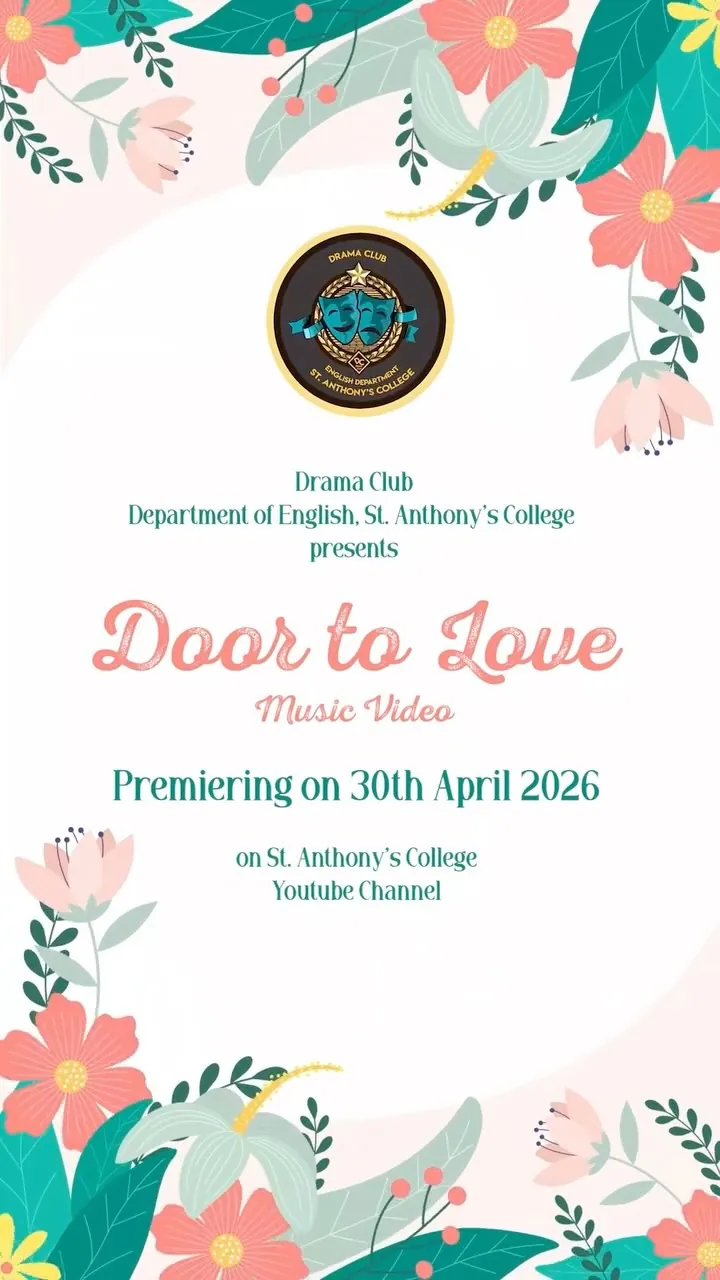 DRAMA CLUB
DC
ENGLISH DEPARTMENT
ST. ANTHONY'S COLLEGE
Drama Club
Department of English, St. Anthony's College
presents
Door to Love
Music Video
Premiering on 30th April 2026
on St. Anthony's College
Youtube Channel